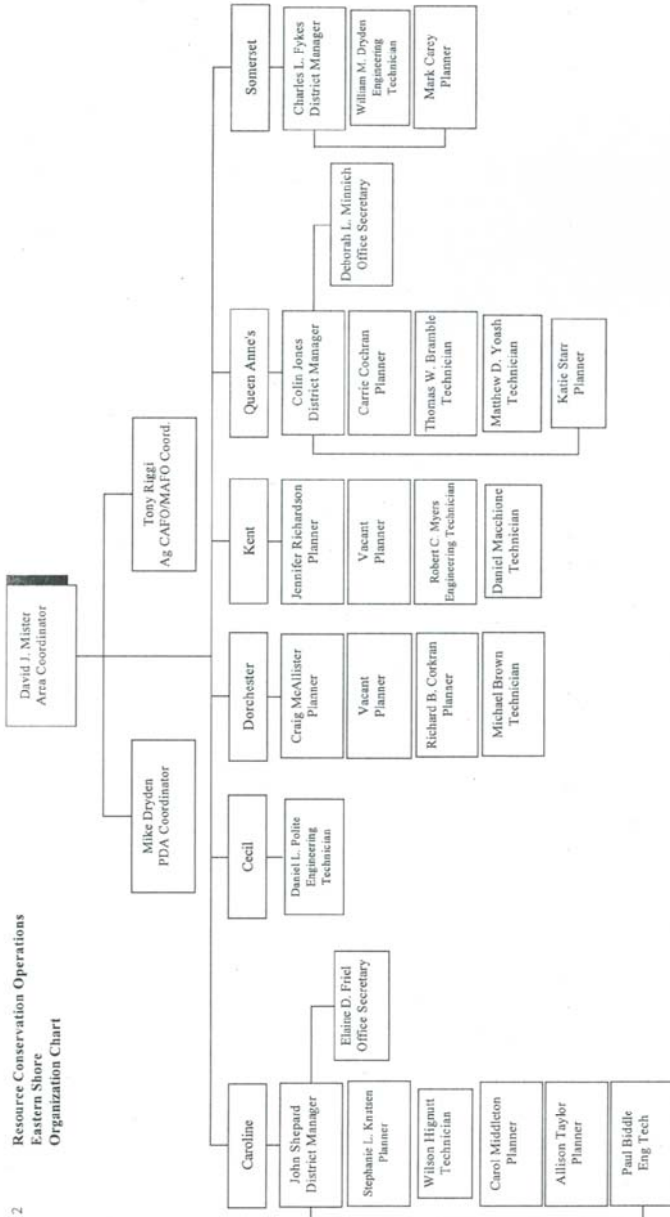 2
Resource Conservation Operations
Eastern Shore
Organization Chart
David J. Mister
Area Coordinator
Mike Dryden
PDA Coordinator
Tony Riggi
Ag CAFO/MAFO Coord.
Caroline
John Shepard
District Manager
Elaine D. Friel
Office Secretary
Stephanie L. Knutsen
Planner
Wilson Hignutt
Technician
Carol Middleton
Planner
Allison Taylor
Planner
Paul Biddle
Eng Tech
Cecil
Daniel L. Polite
Engineering
Technician
Dorchester
Craig McAllister
Planner
Vacant
Planner
Richard B. Corkran
Planner
Michael Brown
Technician
Kent
Jennifer Richardson
Planner
Vacant
Planner
Robert C Myers
Engineering Technician
Daniel Macchione
Technician
Queen Anne's
Colin Jones
District Manager
Deborah L. Minnich
Office Secretary
Carrie Cochran
Planner
Thomas W. Bramble
Technician
Matthew D. Yoash
Technician
Katie Starr
Planner
Somerset
Charles L. Fykes
District Manager
William M. Dryden
Engineering
Technician
Mark Carey
Planner